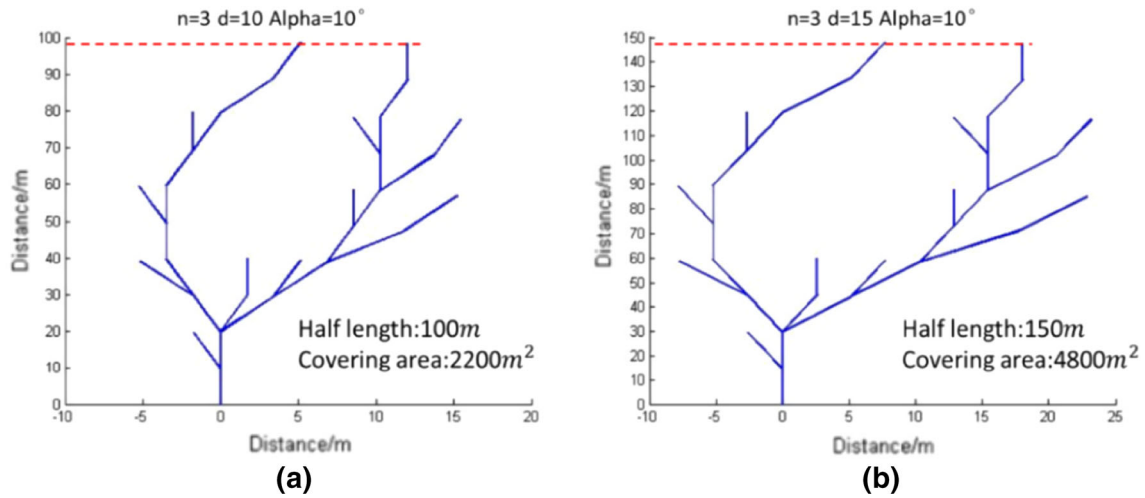 n=3 d=10 Alpha=10°
100
90
80
70
60
50
40
30
20
10
0
-10 -5 0 5 10 15 20
Distance/m
Distance/m
Half length:100m
Covering area:2200m²
(a)
n=3 d=15 Alpha=10°
150
140
130
120
110
100
90
80
70
60
50
40
30
20
10
0
-10 -5 0 5 10 15 20 25
Distance/m
Distance/m
Half length:150m
Covering area:4800m²
(b)